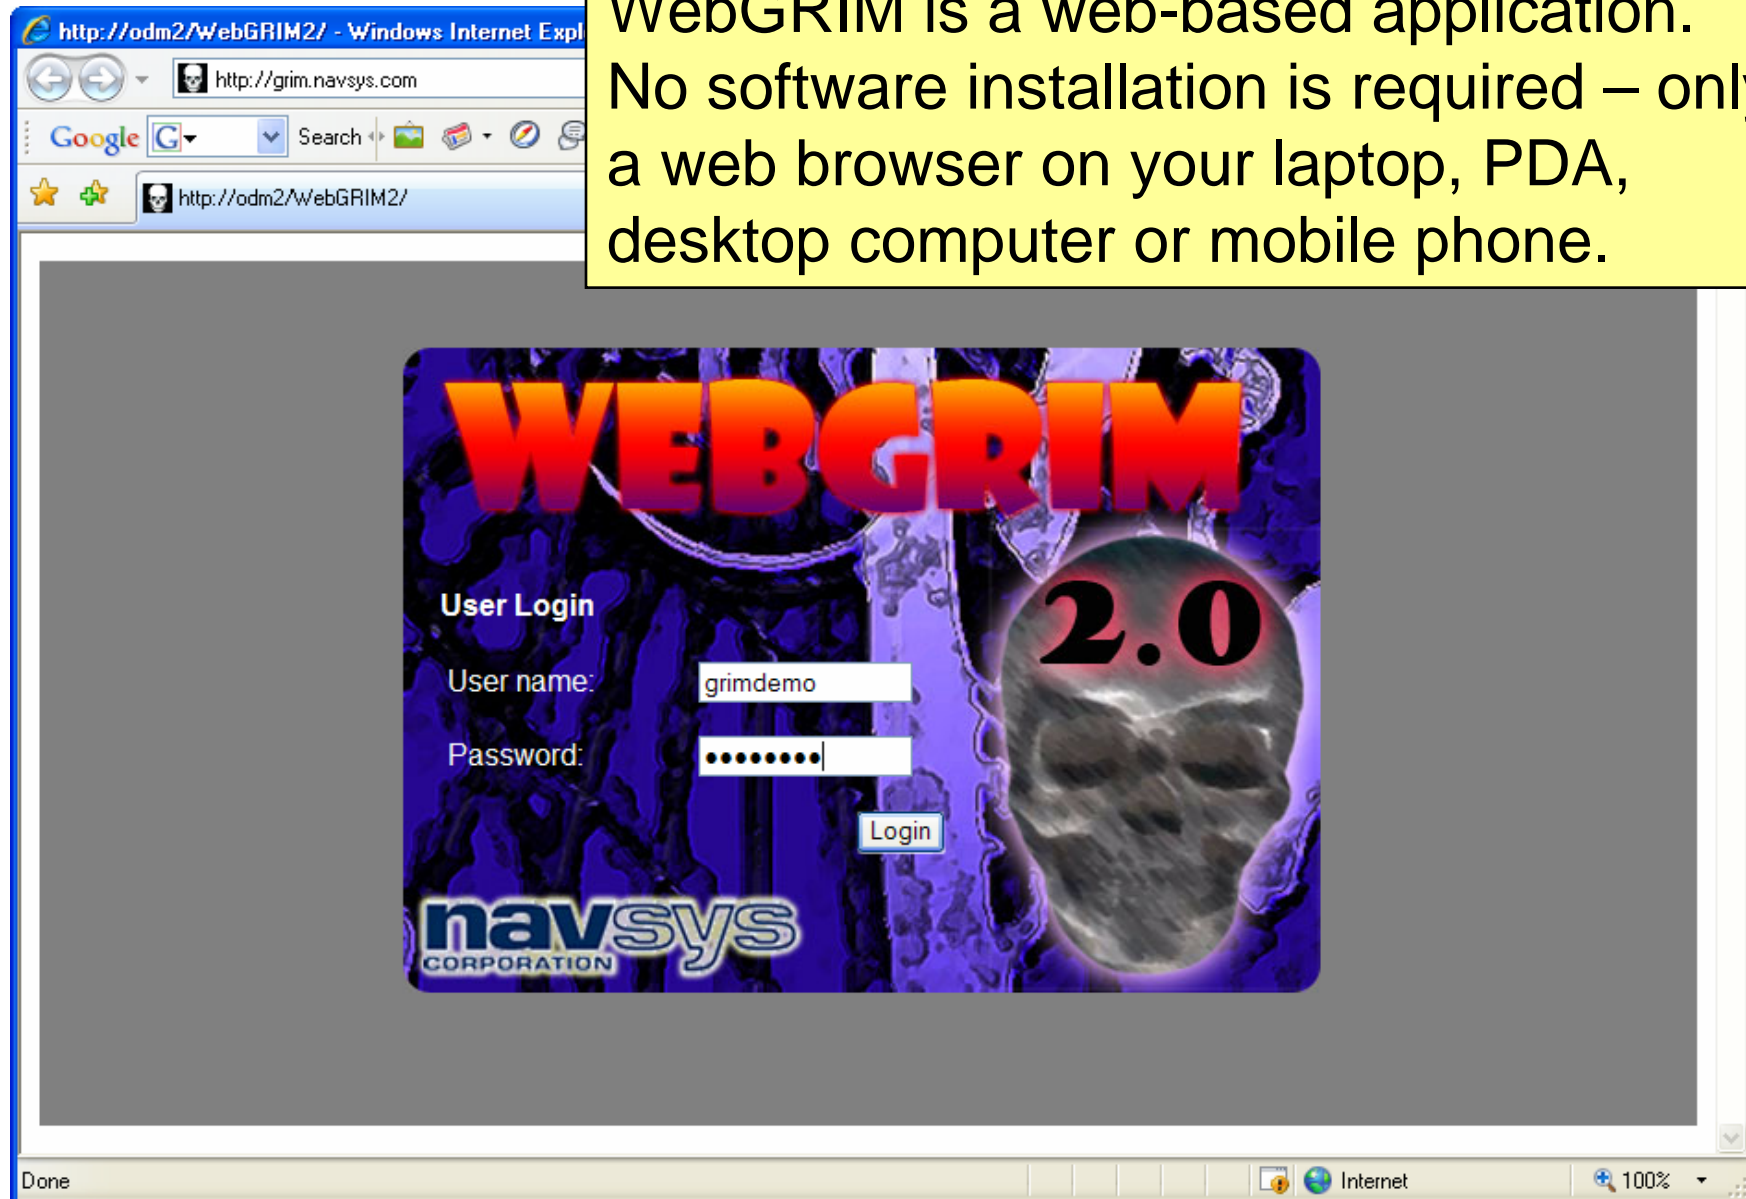 http://odm2/WebGRIM2/ - Windows Internet Expl
http://grim.navsys.com
Google G Search
http://odm2/WebGRIM2/
WebGRIM is a web-based application.
No software installation is required – only
a web browser on your laptop, PDA,
desktop computer or mobile phone.
WEBGRIM
2.0
User Login
User name: grimdemo
Password: ••••••••
Login
navsys
CORPORATION
Done Internet 100%